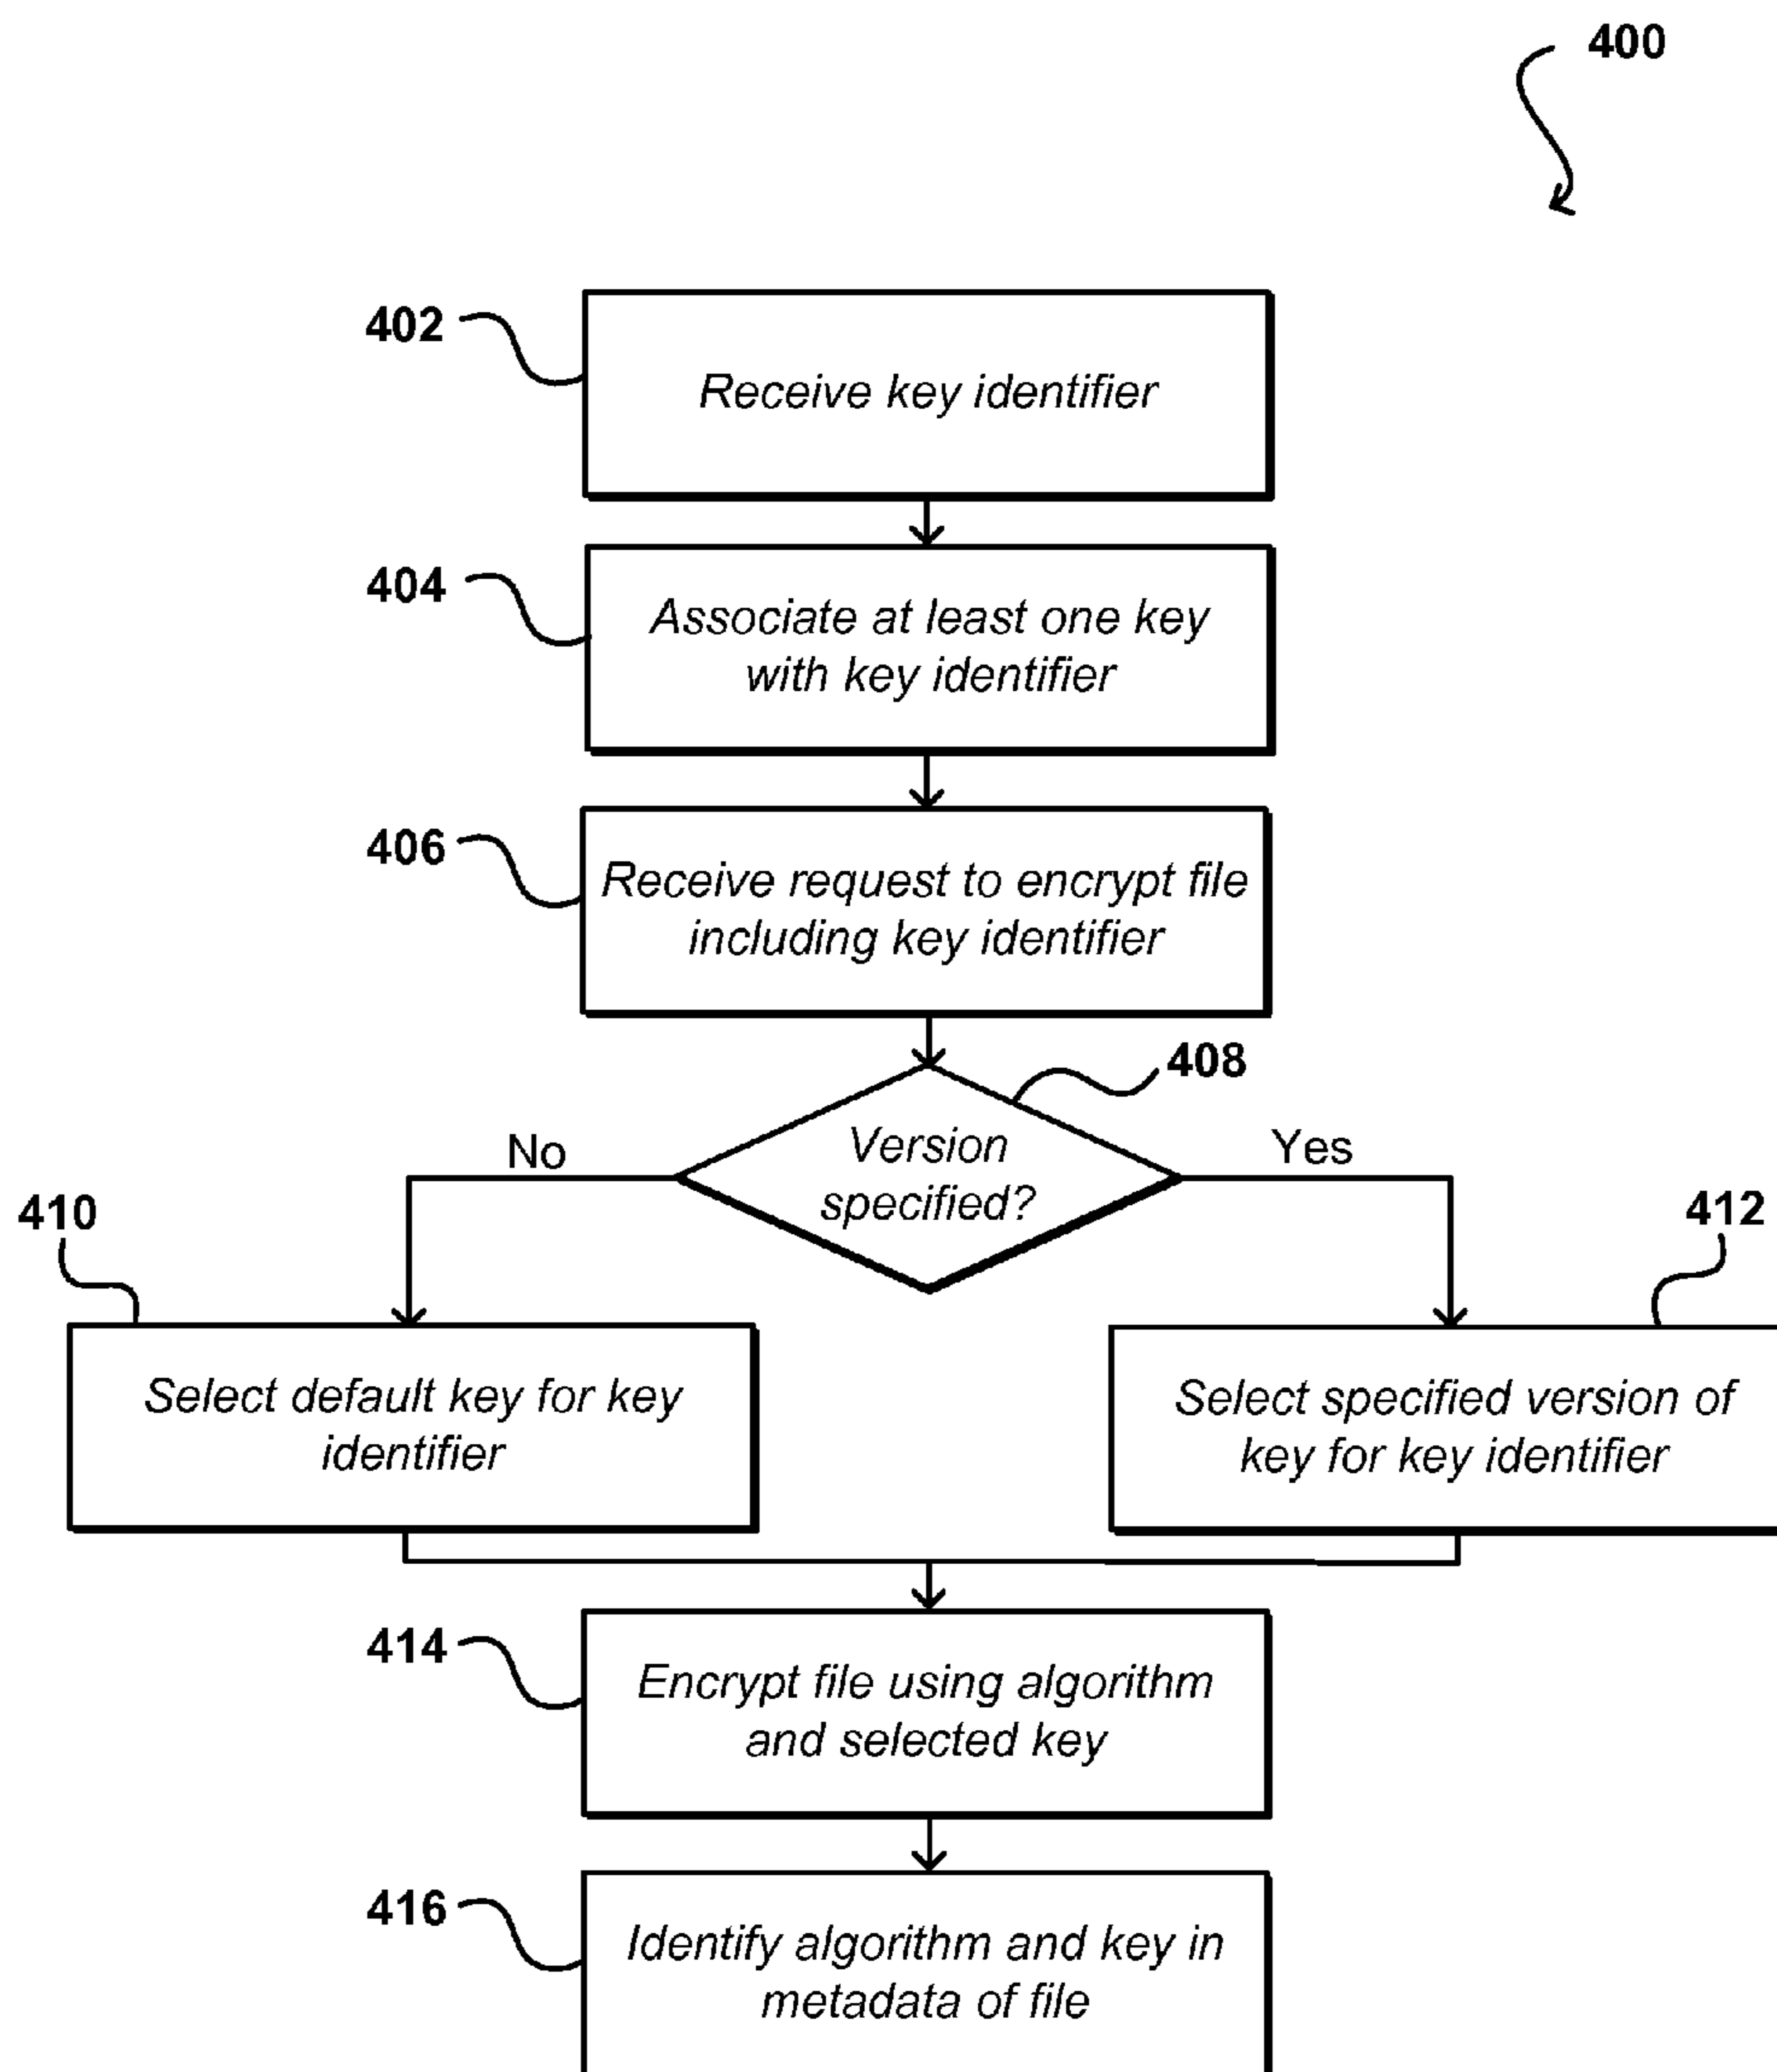 400
402
Receive key identifier
404
Associate at least one key
with key identifier
406
Receive request to encrypt file
including key identifier
408
Version
specified?
No
Yes
410
412
Select default key for key
identifier
Select specified version of
key for key identifier
414
Encrypt file using algorithm
and selected key
416
Identify algorithm and key in
metadata of file